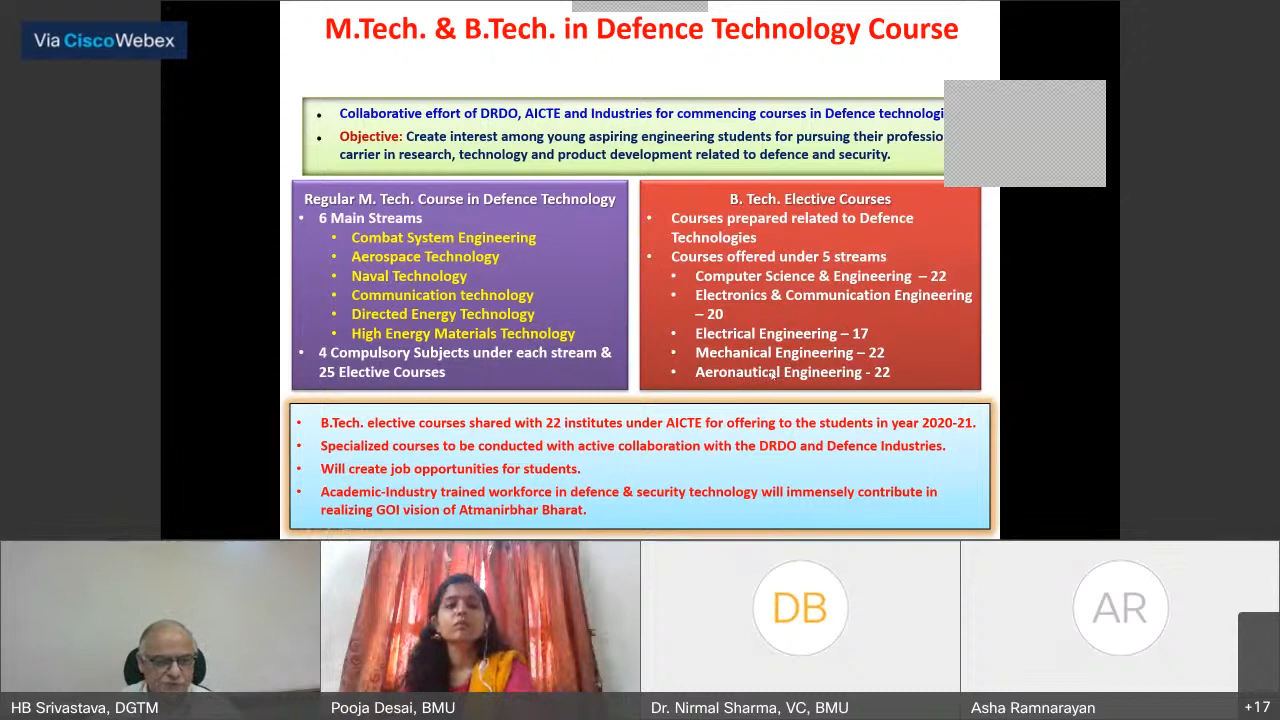 Via Cisco Webex
M.Tech. & B.Tech. in Defence Technology Course
• Collaborative effort of DRDO, AICTE and Industries for commencing courses in Defence
• Objective: Create interest among young aspiring engineering students for pursuing their
carrier in research, technology and product development related to defence and security.
Regular M. Tech. Course in Defence Technology
• 6 Main Streams
• Combat System Engineering
• Aerospace Technology
• Naval Technology
• Communication technology
• Directed Energy Technology
• High Energy Materials Technology
• 4 Compulsory Subjects under each stream &
25 Elective Courses
B. Tech. Elective Courses
• Courses prepared related to Defence
Technologies
• Courses offered under 5 streams
• Computer Science & Engineering – 22
• Electronics & Communication Engineering
– 20
• Electrical Engineering – 17
• Mechanical Engineering – 22
• Aeronautical Engineering - 22
• B.Tech. elective courses shared with 22 institutes under AICTE for offering to the students in year 2020-21.
• Specialized courses to be conducted with active collaboration with the DRDO and Defence Industries.
• Will create job opportunities for students.
• Academic-Industry trained workforce in defence & security technology will immensely contribute in
realizing GOI vision of Atmanirbhar Bharat.
DB
AR
HB Srivastava, DGTM
Pooja Desai, BMU
Dr. Nirmal Sharma, VC, BMU
Asha Ramnarayan
+17